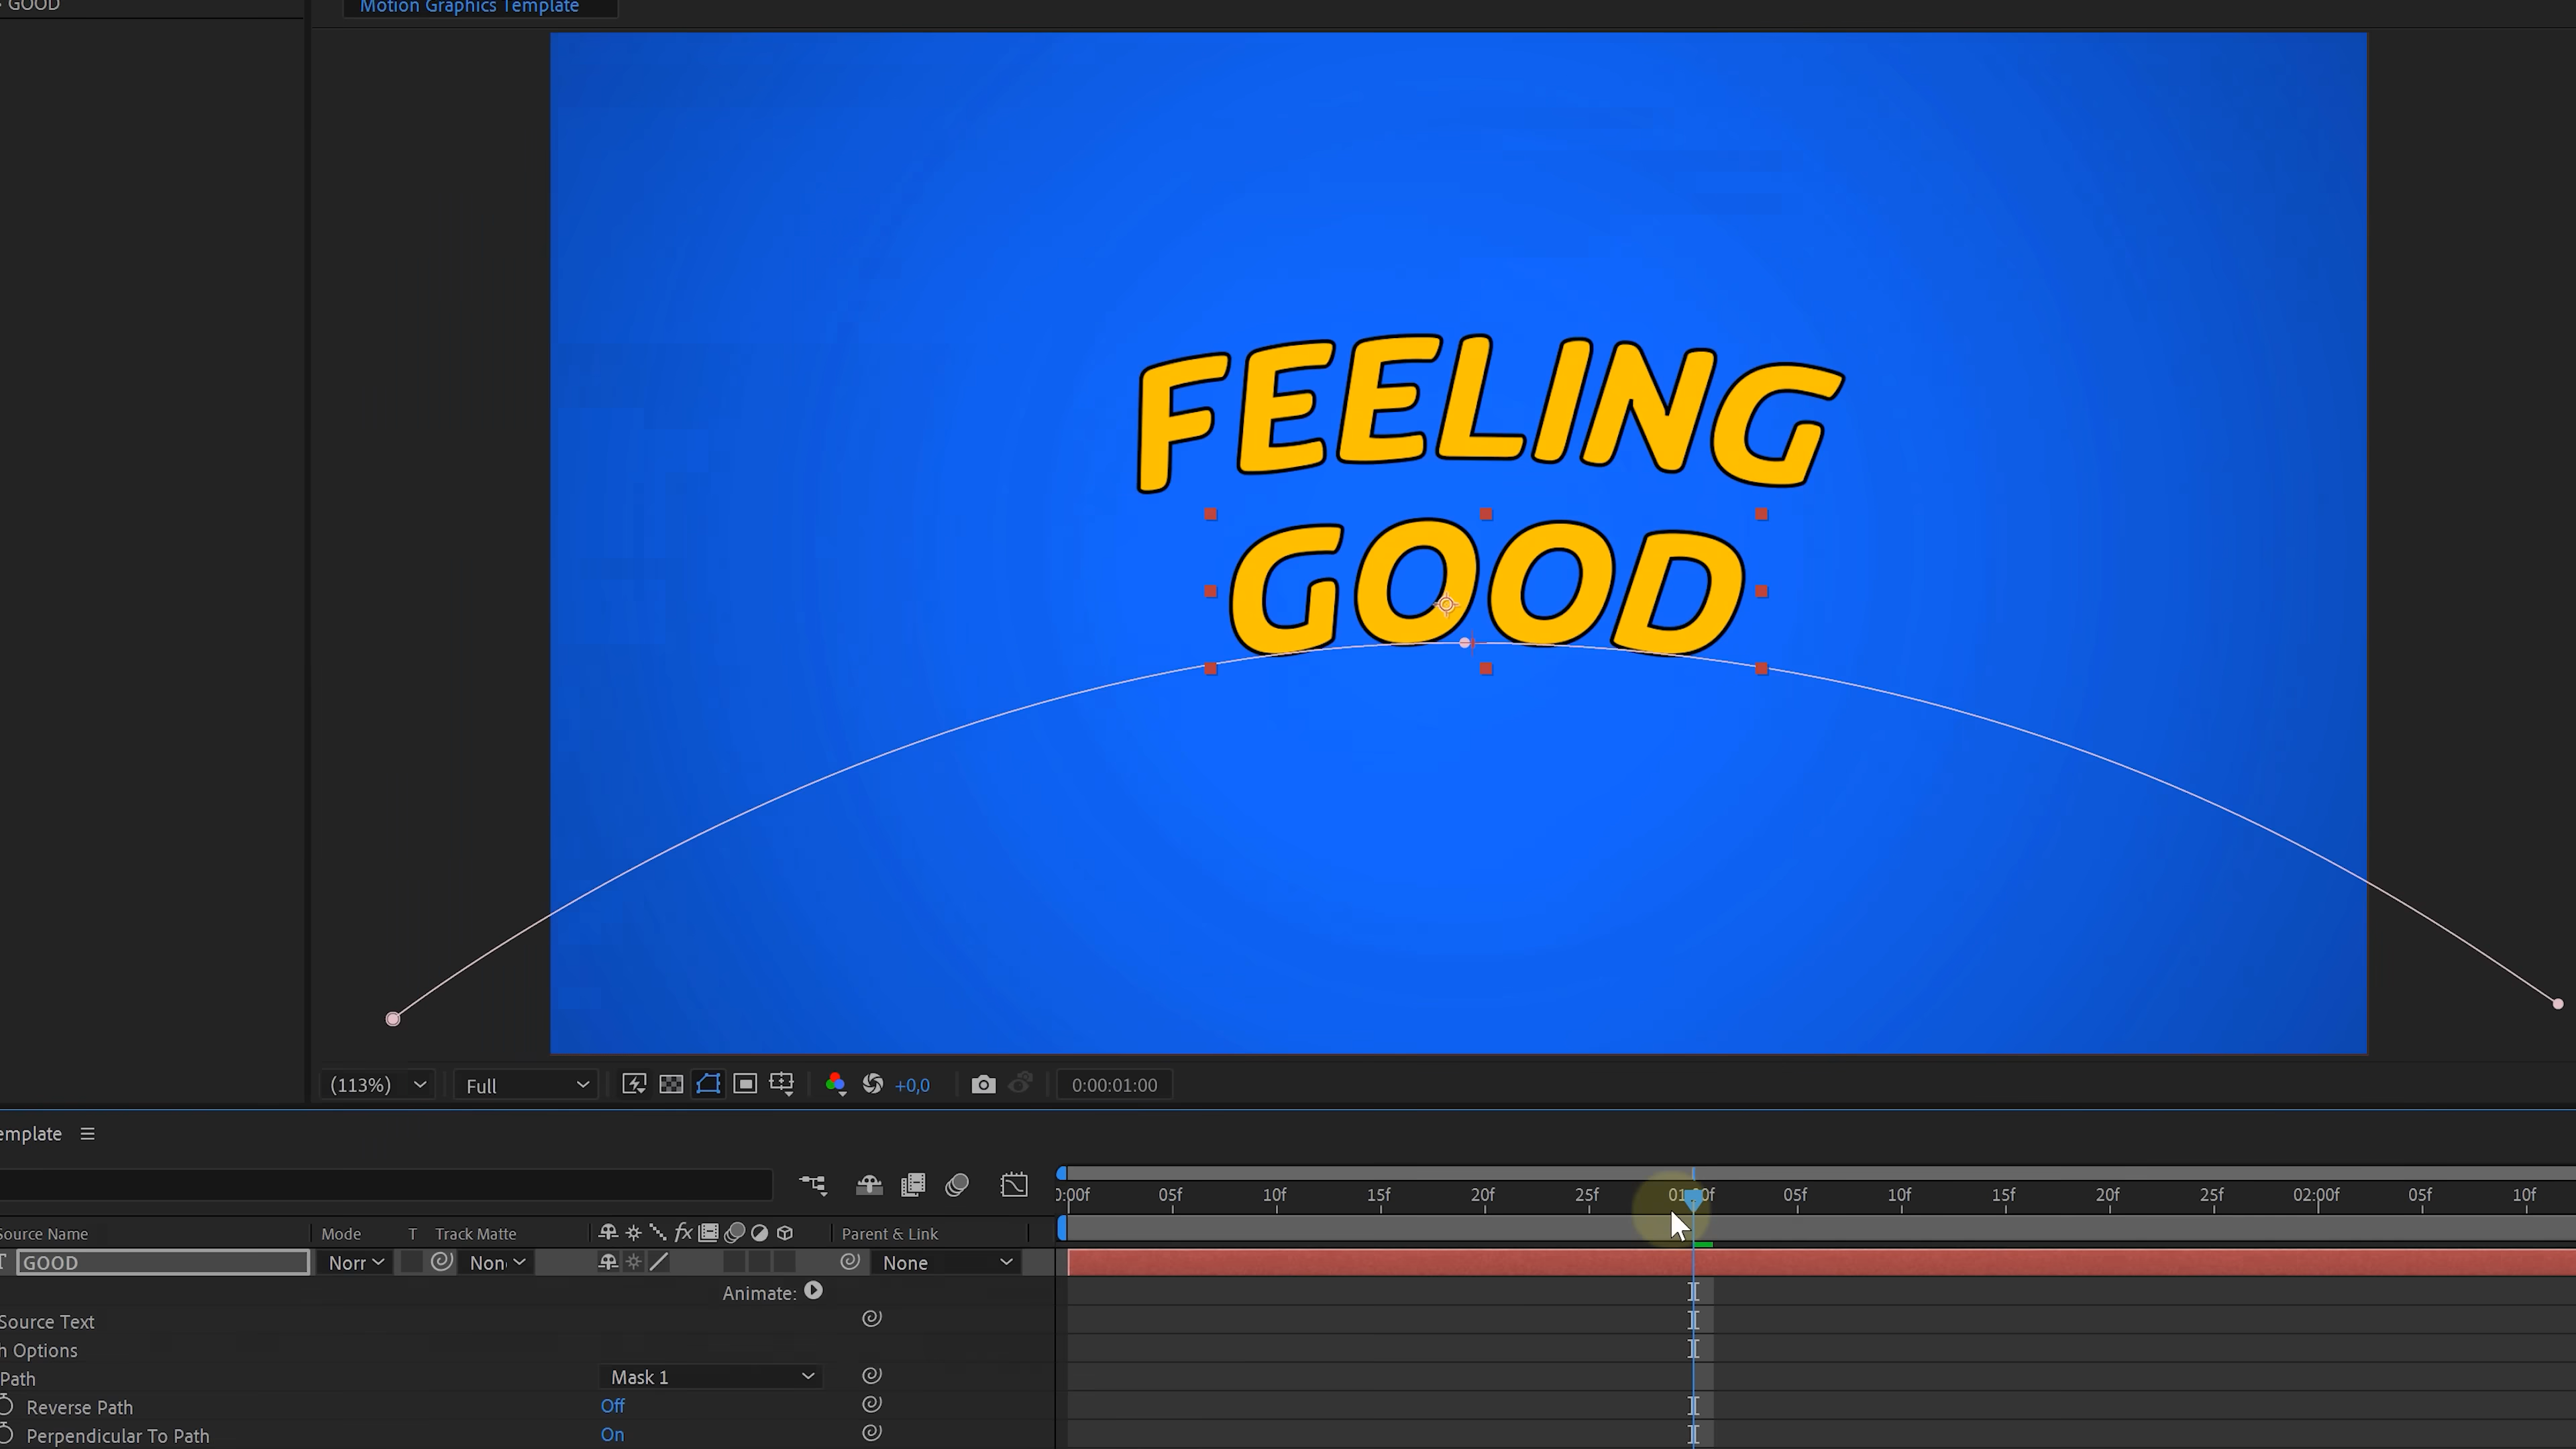 GOOD
Motion Graphics Template
FEELING
GOOD
(113%)
Full
+0,0
0:00:01:00
emplate
0:00f 05f 10f 15f 20f 25f 05f 10f 15f 20f 25f 02:00f 05f 10f
Source Name Mode T Track Matte fx Parent & Link
GOOD Norr Non None
Animate:
Source Text
h Options
Path Mask 1
Reverse Path Off
Perpendicular To Path On